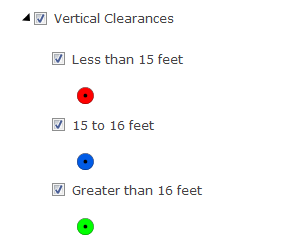 Vertical Clearances
Less than 15 feet
15 to 16 feet
Greater than 16 feet